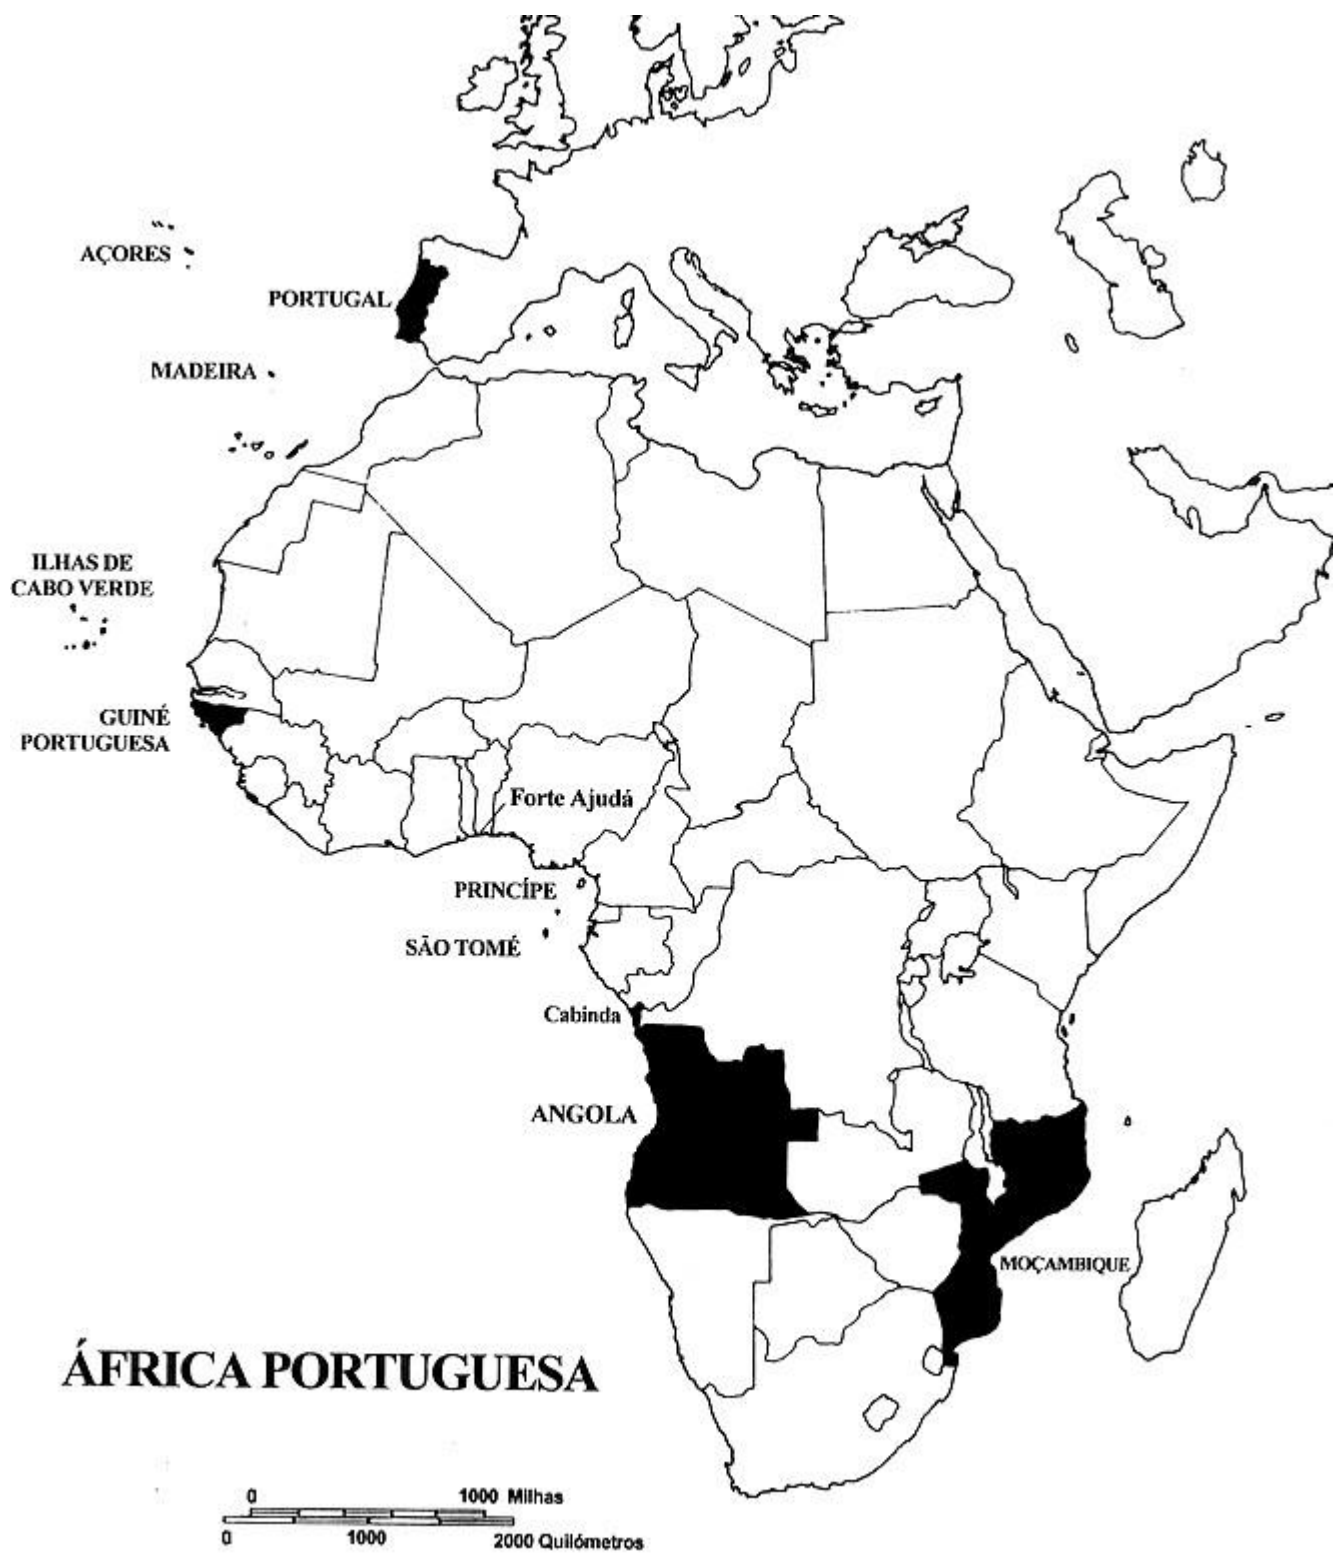 AÇORES
PORTUGAL
MADEIRA
ILHAS DE
CABO VERDE
GUINÉ
PORTUGUESA
Forte Ajudá
PRINCÍPE
SÃO TOMÉ
Cabinda
ANGOLA
MOÇAMBIQUE
ÁFRICA PORTUGUESA
0 1000 Milhas
0 1000 2000 Quilómetros